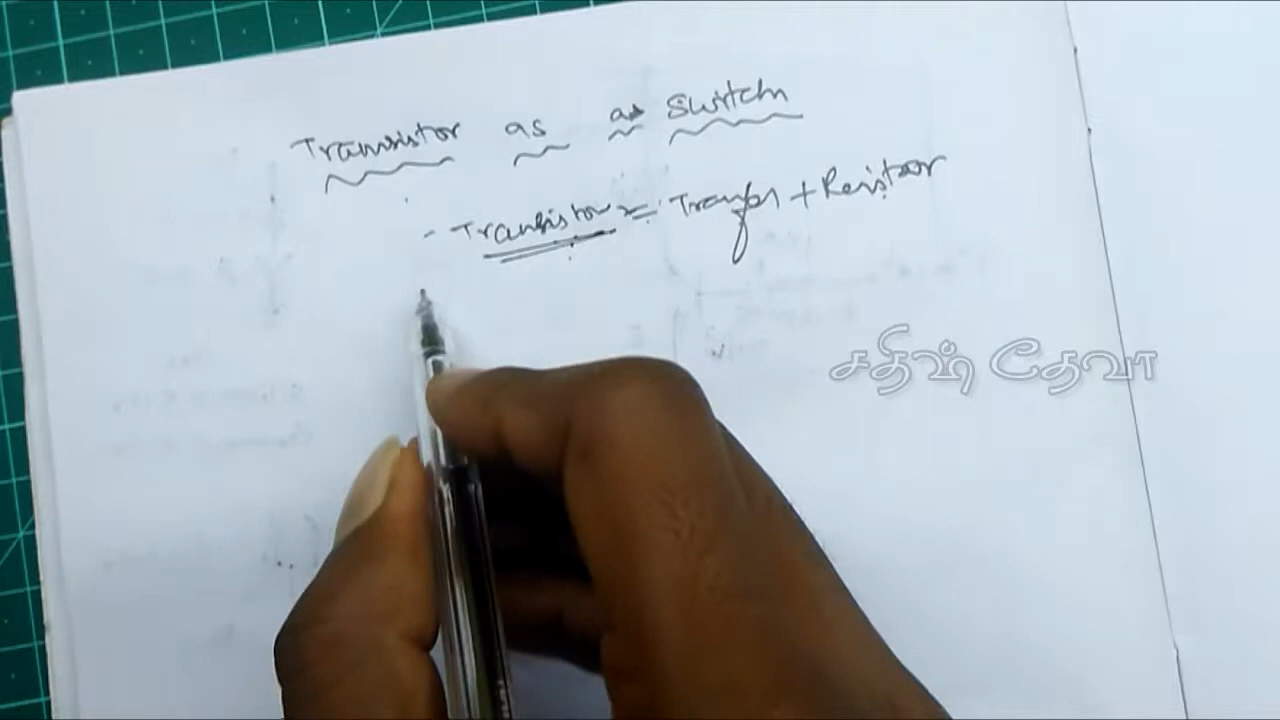 Transistor as a Switch
- Transistor = Transfer + Resistor
சதிஷ் தேவா